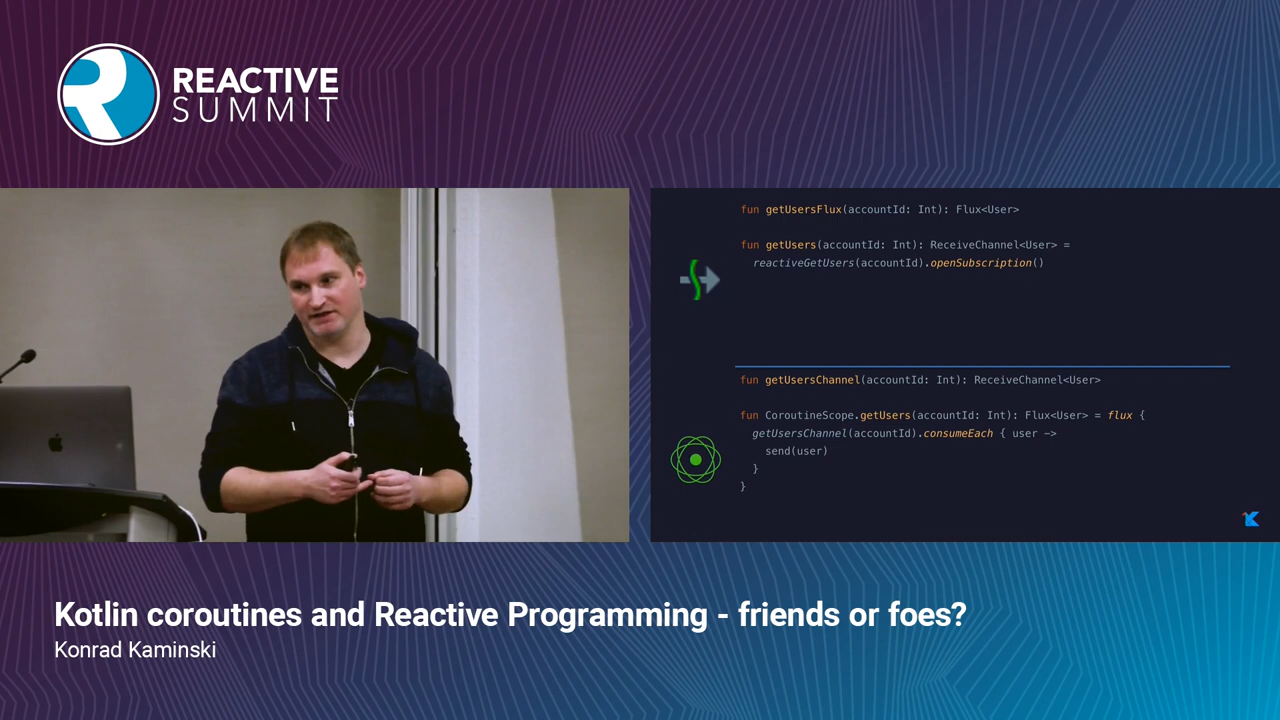 REACTIVE
SUMMIT
fun getUsersFlux(accountId: Int): Flux<User>
fun getUsers(accountId: Int): ReceiveChannel<User> =
reactiveGetUsers(accountId).openSubscription()
fun getUsersChannel(accountId: Int): ReceiveChannel<User>
fun CoroutineScope.getUsers(accountId: Int): Flux<User> = flux {
getUsersChannel(accountId).consumeEach { user ->
send(user)
}
}
Kotlin coroutines and Reactive Programming - friends or foes?
Konrad Kaminski